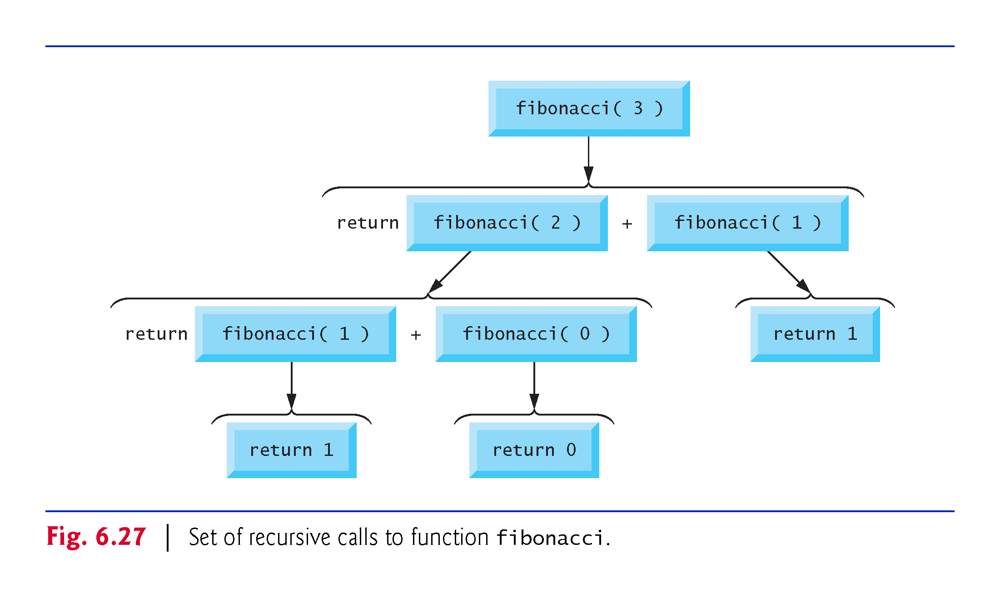 fibonacci( 3 )
return fibonacci( 2 ) + fibonacci( 1 )
return fibonacci( 1 ) + fibonacci( 0 ) return 1
return 1 return 0
Fig. 6.27 | Set of recursive calls to function fibonacci.